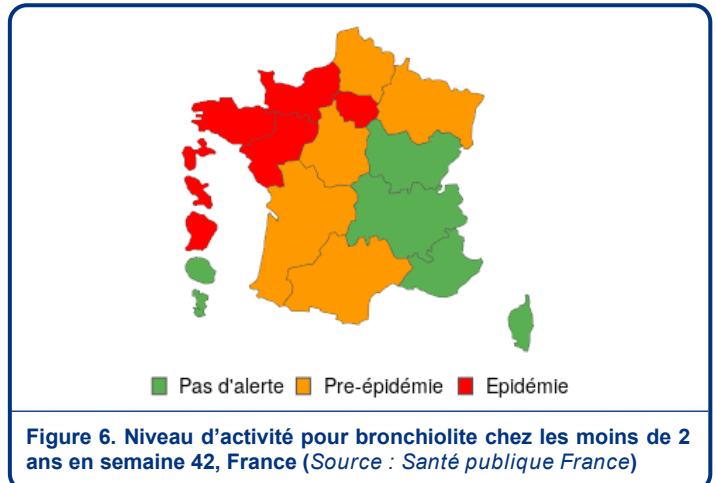 Pas d'alerte Pre-épidémie Epidémie
Figure 6. Niveau d’activité pour bronchiolite chez les moins de 2
ans en semaine 42, France (Source : Santé publique France)